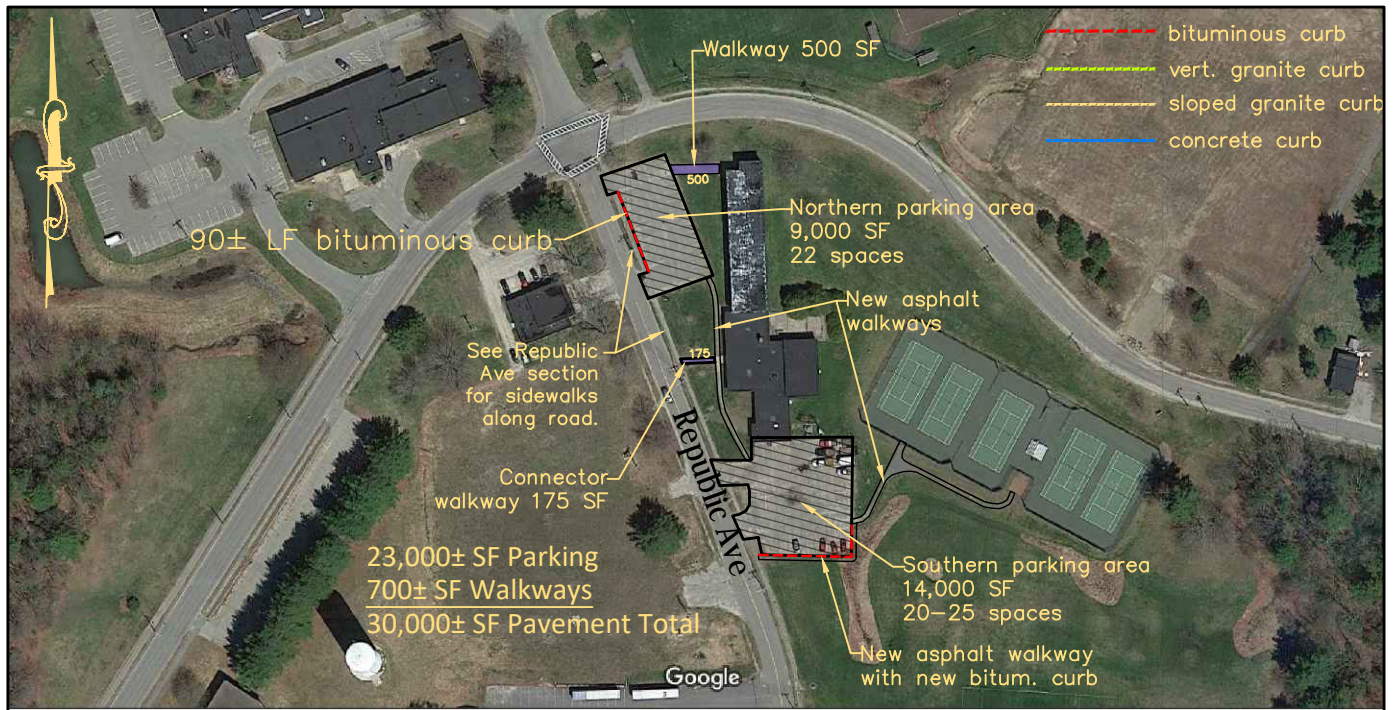 Walkway 500 SF
bituminous curb
vert. granite curb
sloped granite curb
concrete curb
500
90± LF bituminous curb
Northern parking area
9,000 SF
22 spaces
New asphalt
walkways
See Republic
Ave section
for sidewalks
along road.
175
Republic Ave
Connector
walkway 175 SF
23,000± SF Parking
700± SF Walkways
30,000± SF Pavement Total
Southern parking area
14,000 SF
20-25 spaces
New asphalt walkway
with new bitum. curb
Google